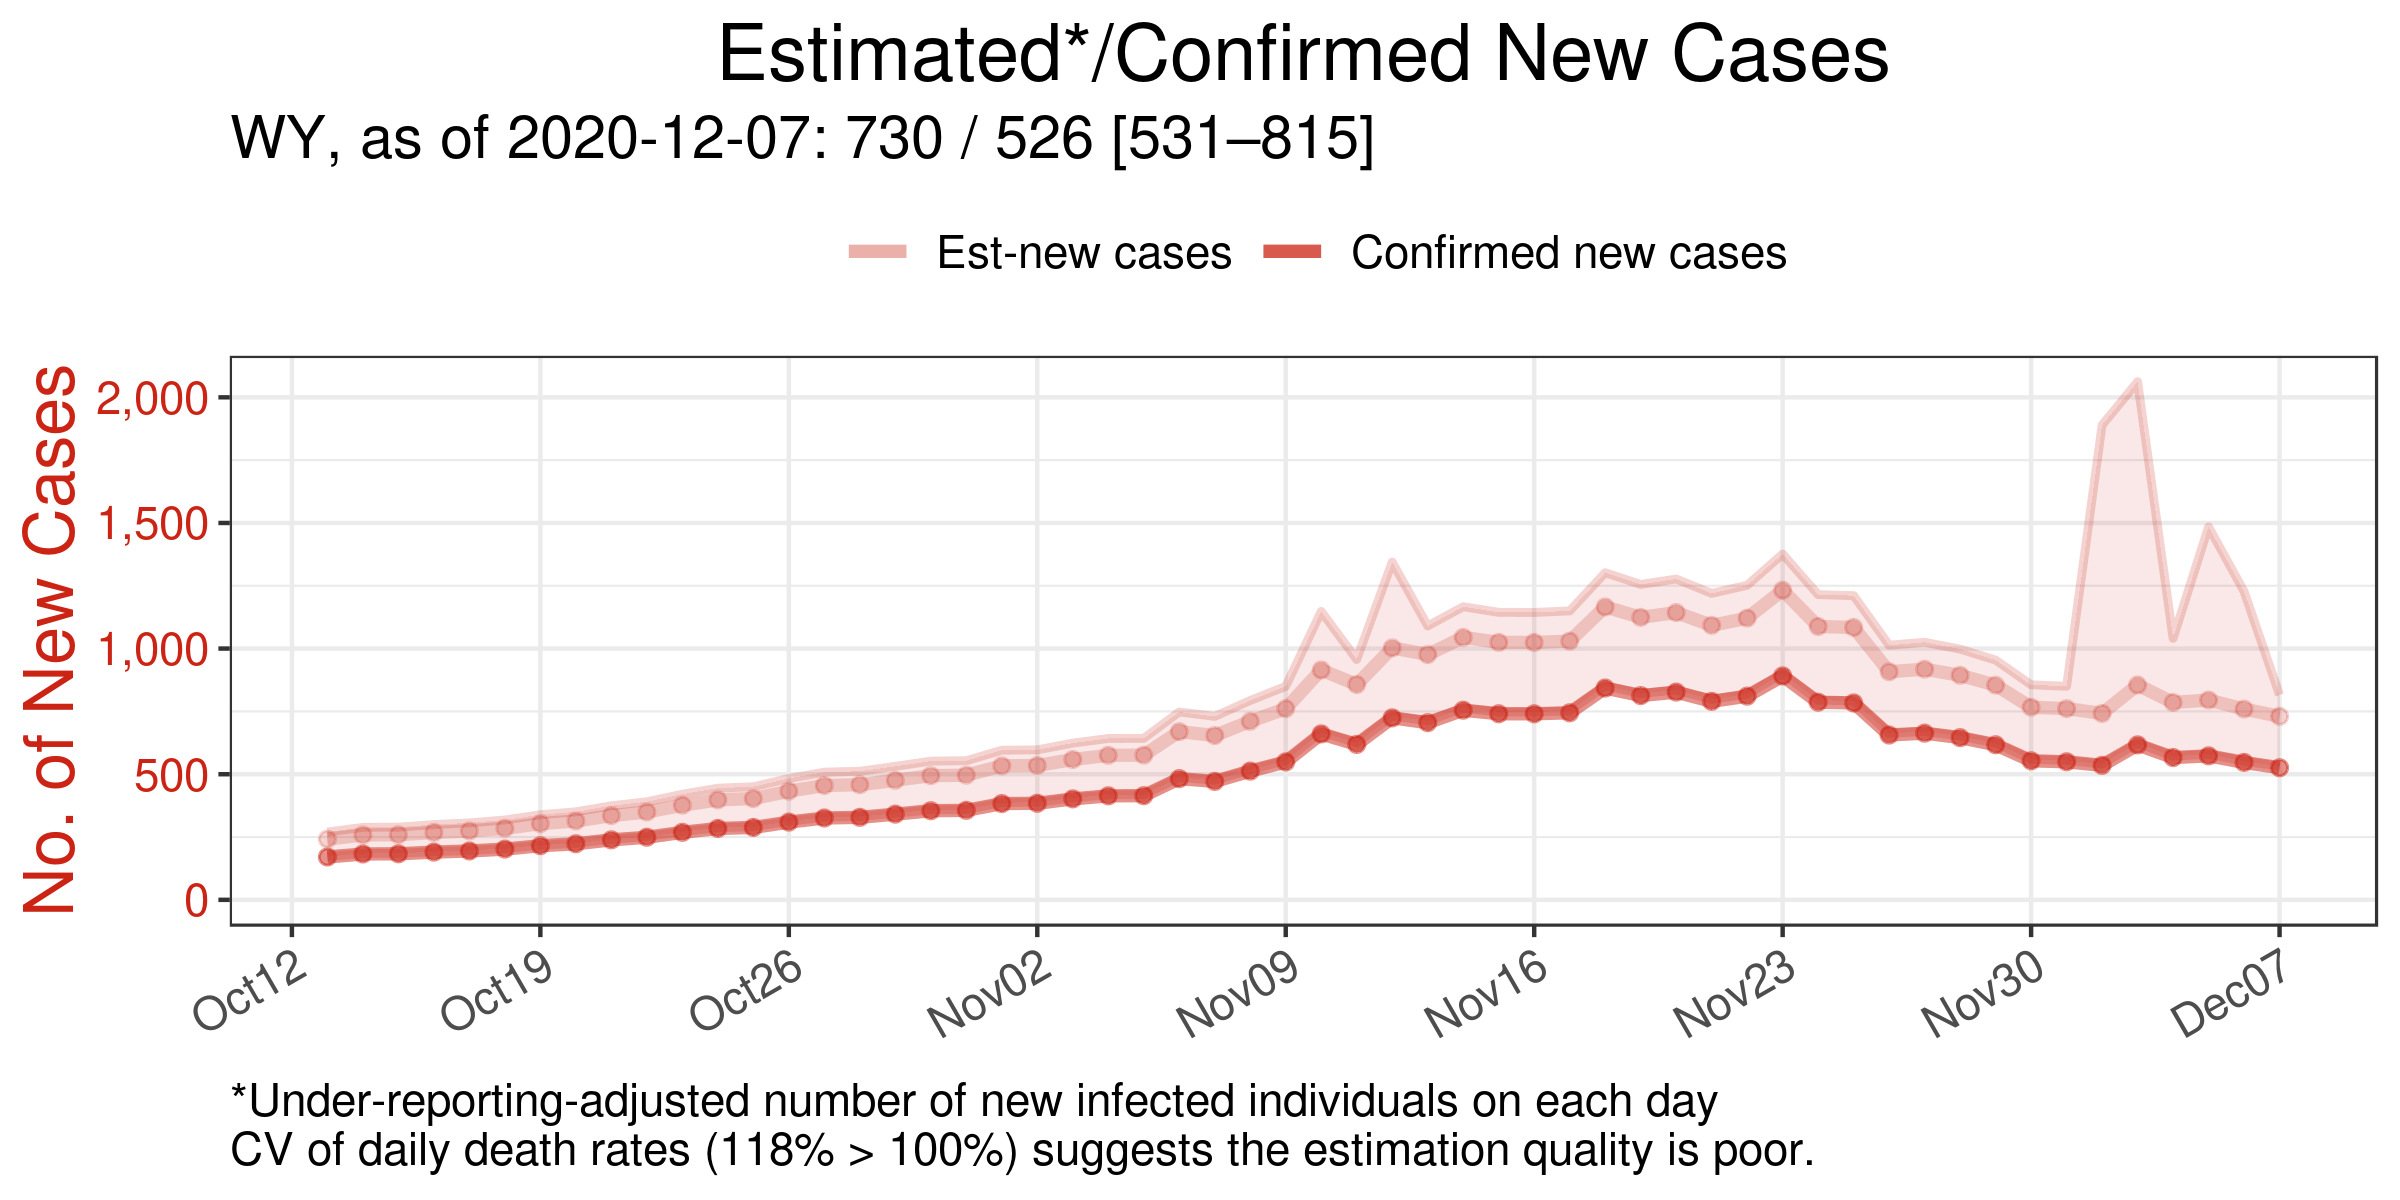 Estimated*/Confirmed New Cases
WY, as of 2020-12-07: 730 / 526 [531–815]
Est-new cases
Confirmed new cases
No. of New Cases
2,000
1,500
1,000
500
0
Oct12
Oct19
Oct26
Nov02
Nov09
Nov16
Nov23
Nov30
Dec07
*Under-reporting-adjusted number of new infected individuals on each day
CV of daily death rates (118% > 100%) suggests the estimation quality is poor.